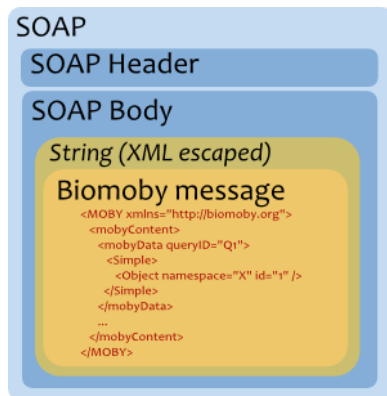 SOAP
SOAP Header
SOAP Body
String (XML escaped)
Biomoby message
<MOBY xmlns="http://biomoby.org">
<mobyContent>
<mobyData queryID="Q1">
<Simple>
<Object namespace="X" id="1" />
</Simple>
</mobyData>
...
</mobyContent>
</MOBY>